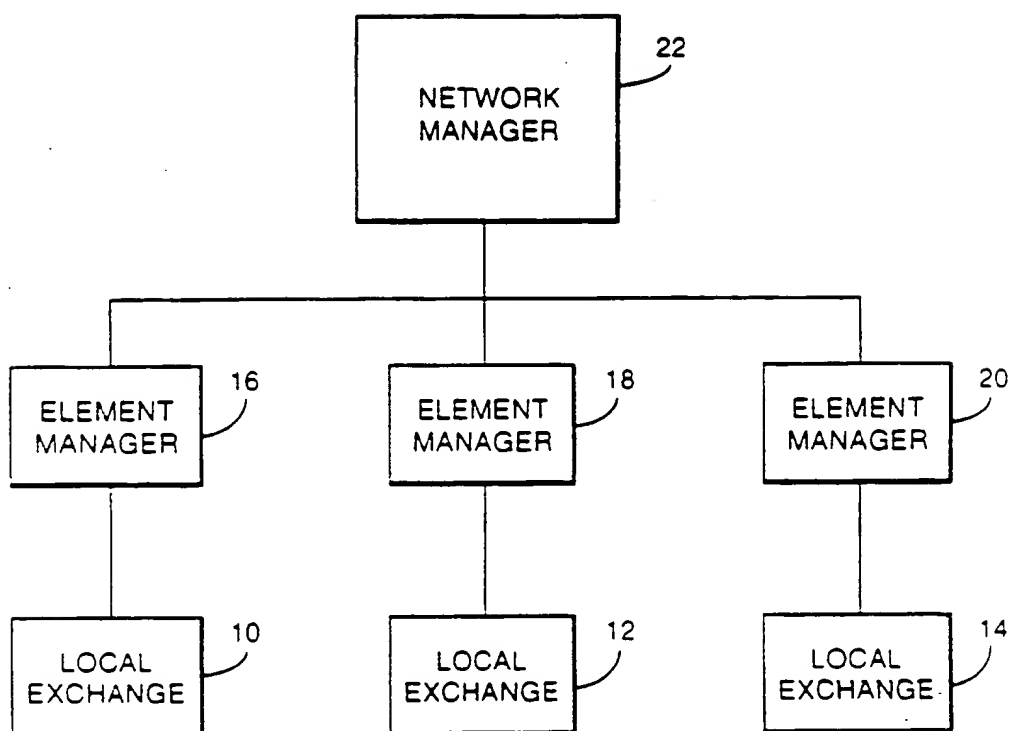 22
NETWORK
MANAGER
16
ELEMENT
MANAGER
18
ELEMENT
MANAGER
20
ELEMENT
MANAGER
10
LOCAL
EXCHANGE
12
LOCAL
EXCHANGE
14
LOCAL
EXCHANGE